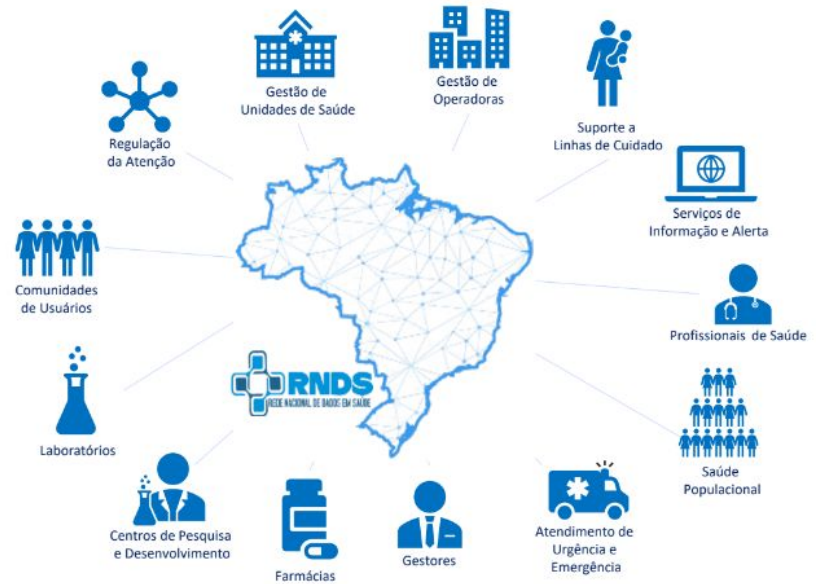 Gestão de
Unidades de Saúde
Gestão de
Operadoras
Suporte a
Linhas de Cuidado
Regulação
da Atenção
Serviços de
Informação e Alerta
Comunidades
de Usuários
Profissionais de Saúde
RNDS
REDE NACIONAL DE DADOS EM SAÚDE
Laboratórios
Saúde
Populacional
Centros de Pesquisa
e Desenvolvimento
Farmácias
Gestores
Atendimento de
Urgência e
Emergência